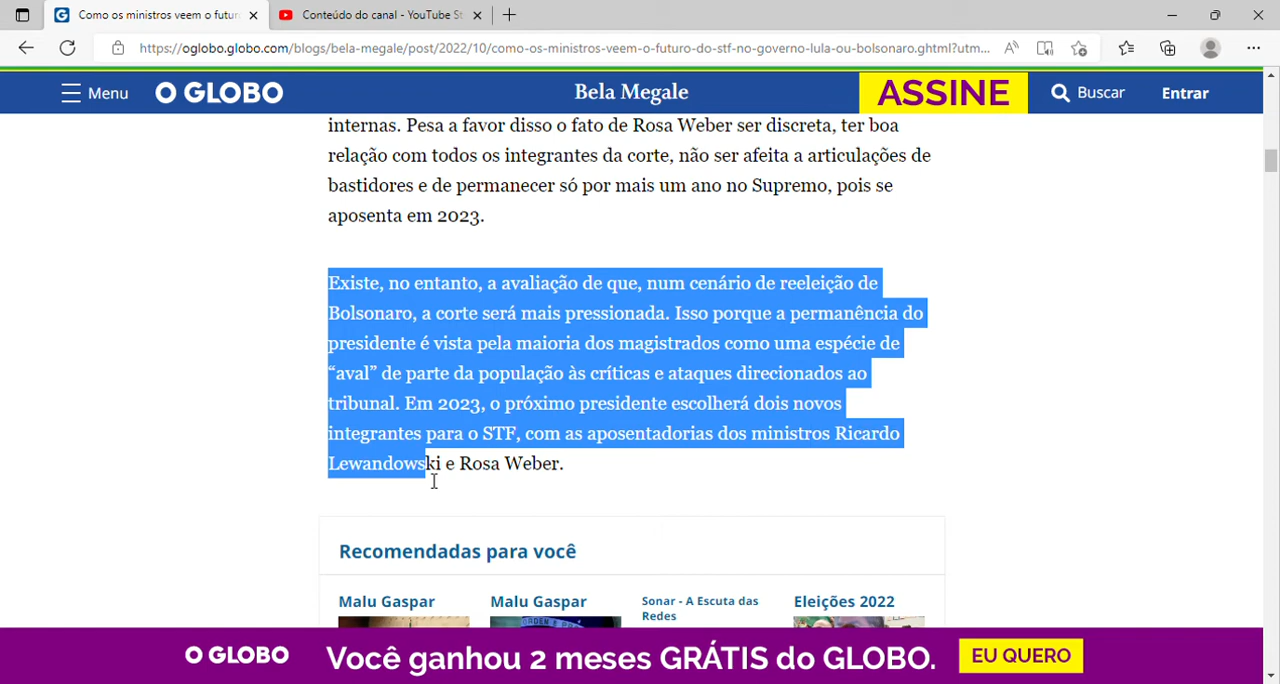 Como os ministros veem o futur
Conteúdo do canal - YouTube St
https://oglobo.globo.com/blogs/bela-megale/post/2022/10/como-os-ministros-veem-o-futuro-do-stf-no-governo-lula-ou-bolsonaro.ghtml?utm...
Menu
O GLOBO
Bela Megale
ASSINE
Buscar
Entrar
internas. Pesa a favor disso o fato de Rosa Weber ser discreta, ter boa
relação com todos os integrantes da corte, não ser afeita a articulações de
bastidores e de permanecer só por mais um ano no Supremo, pois se
aposenta em 2023.
Existe, no entanto, a avaliação de que, num cenário de reeleição de
Bolsonaro, a corte será mais pressionada. Isso porque a permanência do
presidente é vista pela maioria dos magistrados como uma espécie de
“aval” de parte da população às críticas e ataques direcionados ao
tribunal. Em 2023, o próximo presidente escolherá dois novos
integrantes para o STF, com as aposentadorias dos ministros Ricardo
Lewandowski e Rosa Weber.
Recomendadas para você
Malu Gaspar
Malu Gaspar
Sonar - A Escuta das
Redes
Eleições 2022
O GLOBO
Você ganhou 2 meses GRÁTIS do GLOBO.
EU QUERO